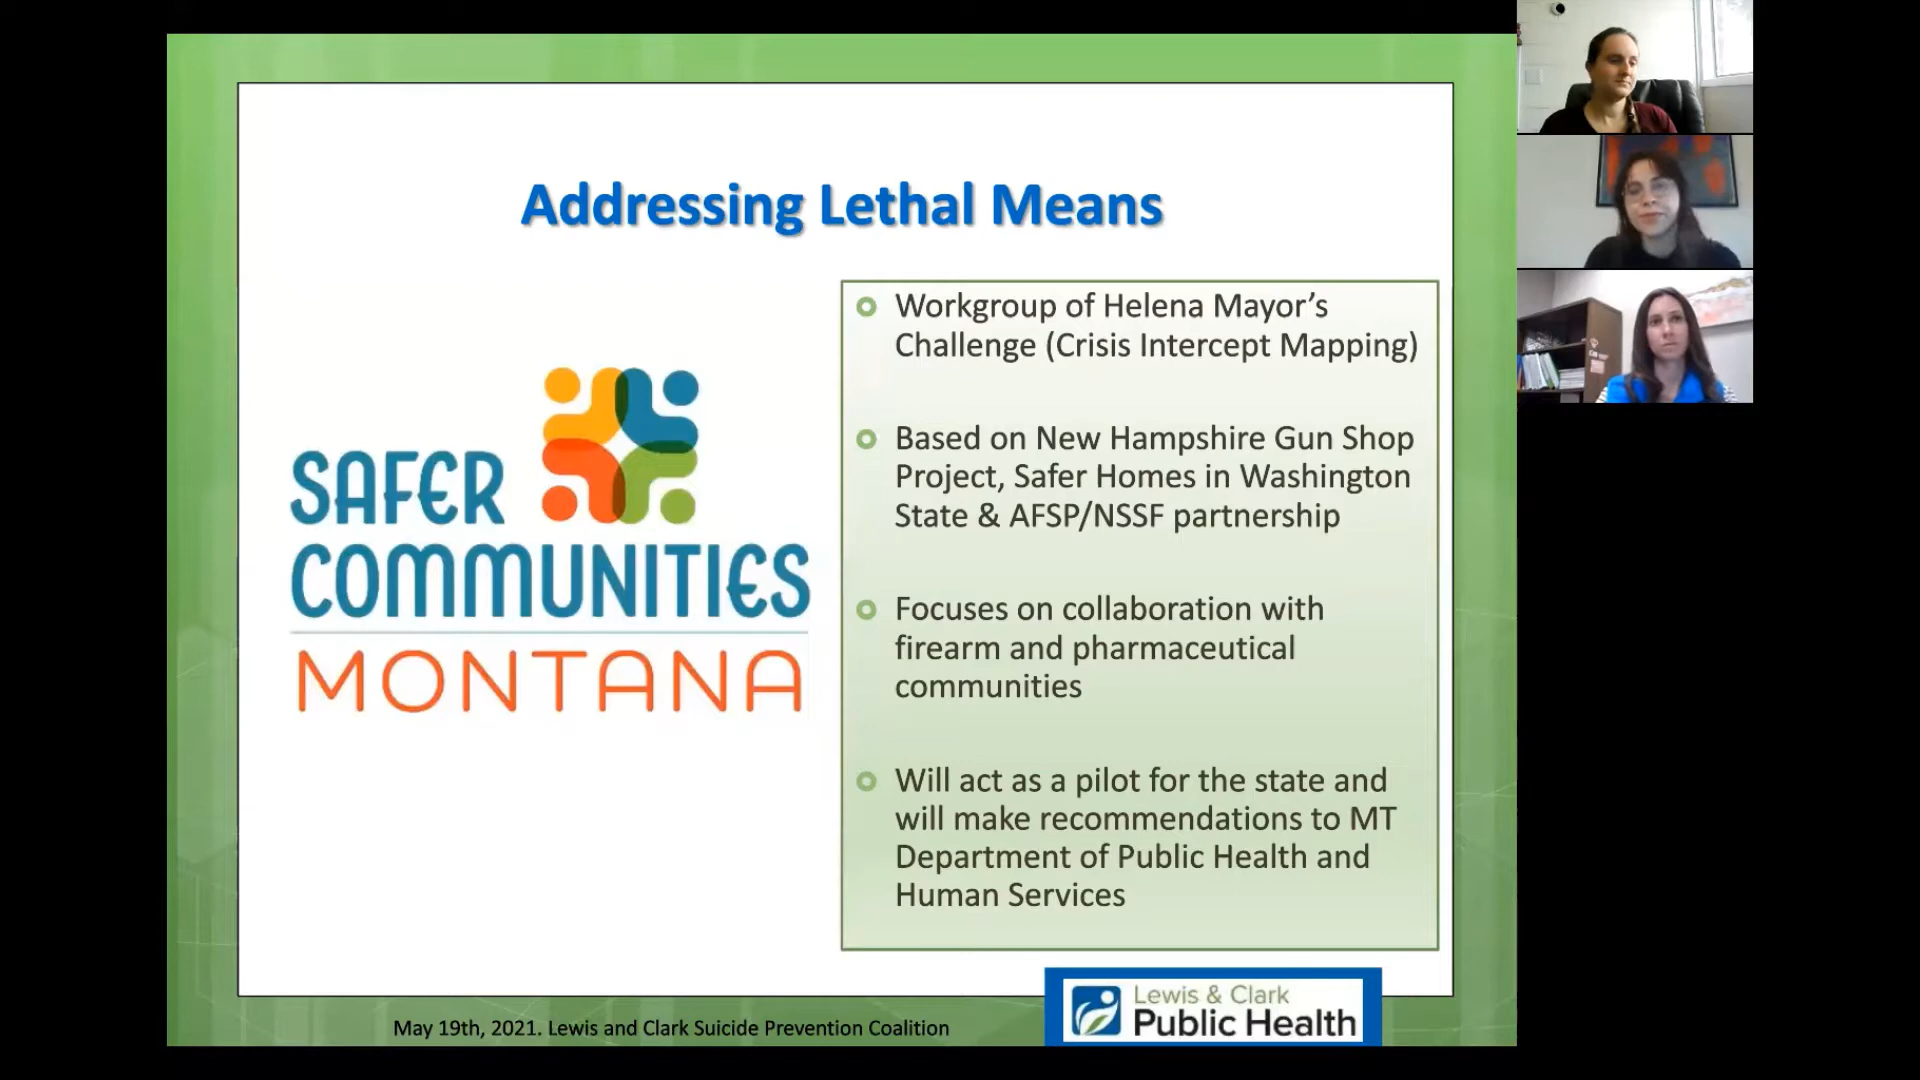 Addressing Lethal Means
SAFER
COMMUNITIES
MONTANA
Workgroup of Helena Mayor’s
Challenge (Crisis Intercept Mapping)
Based on New Hampshire Gun Shop
Project, Safer Homes in Washington
State & AFSP/NSSF partnership
Focuses on collaboration with
firearm and pharmaceutical
communities
Will act as a pilot for the state and
will make recommendations to MT
Department of Public Health and
Human Services
Lewis & Clark
Public Health
May 19th, 2021. Lewis and Clark Suicide Prevention Coalition